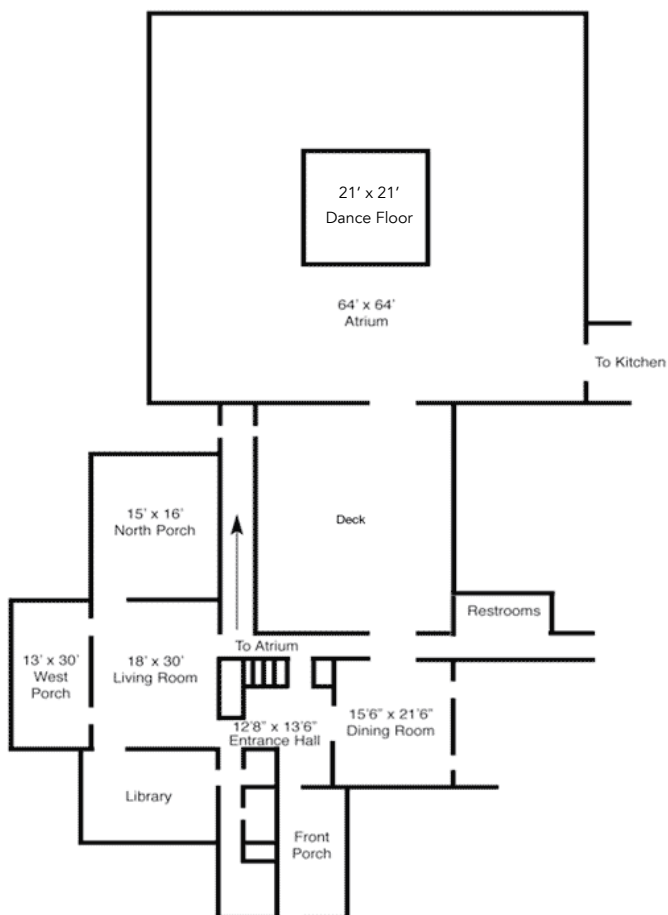 21’ x 21’
Dance Floor
64’ x 64’
Atrium
To Kitchen
15’ x 16’
North Porch
Deck
Restrooms
To Atrium
13’ x 30’
West
Porch
18’ x 30’
Living Room
12’8” x 13’6”
Entrance Hall
15’6” x 21’6”
Dining Room
Library
Front
Porch